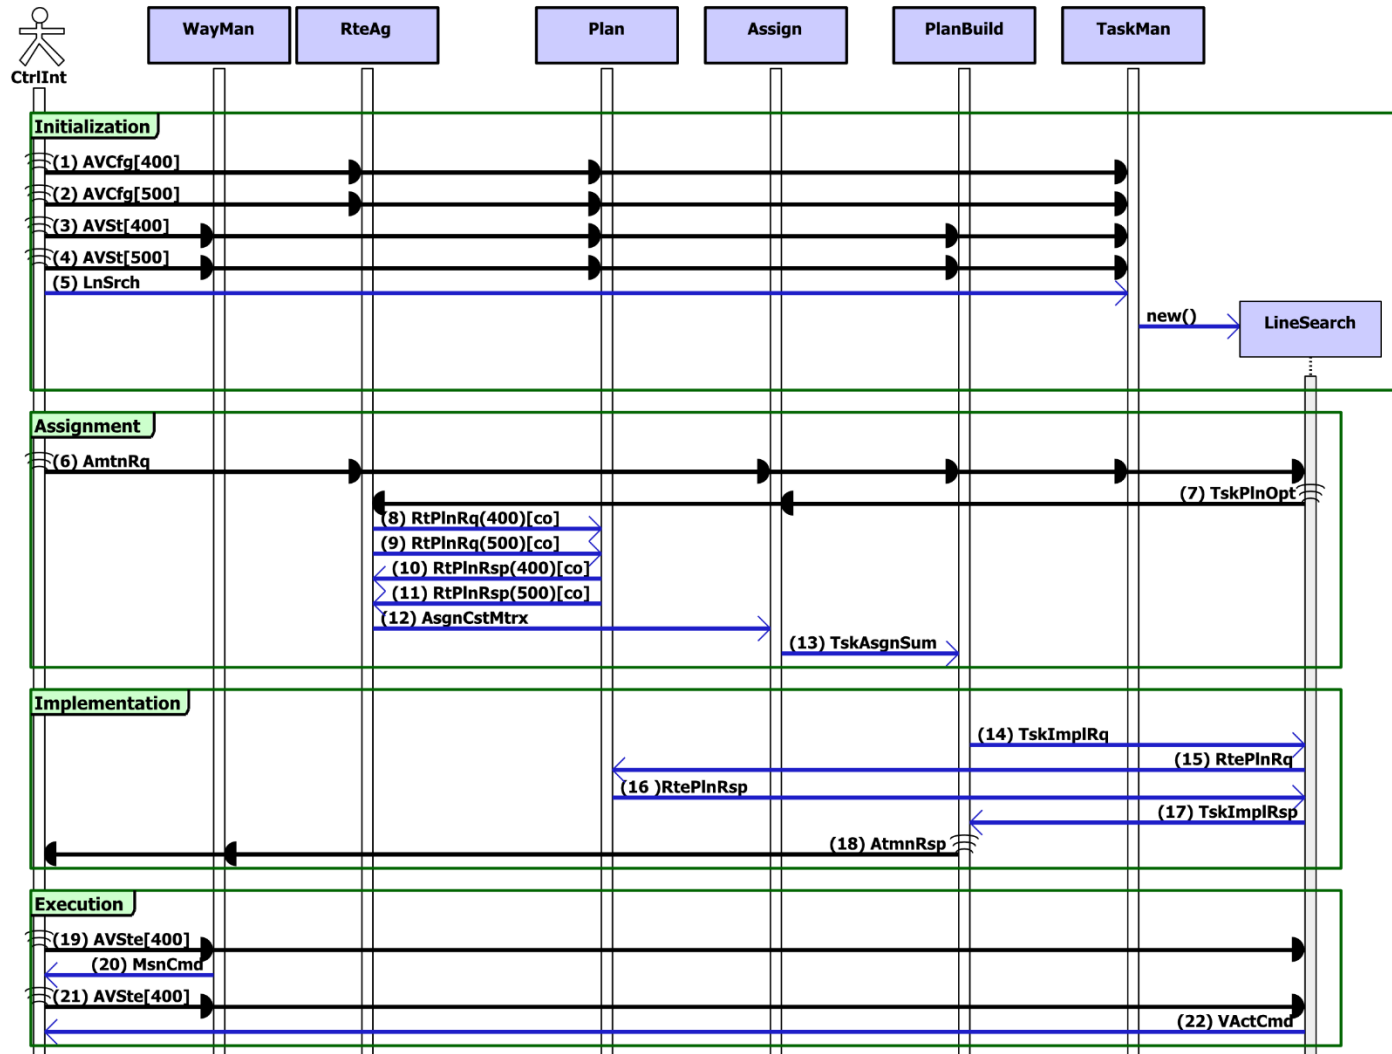 WayMan
RteAg
Plan
Assign
PlanBuild
TaskMan
CtrlInt
Initialization
(1) AVCfg[400]
(2) AVCfg[500]
(3) AVSt[400]
(4) AVSt[500]
(5) LnSrch
new()
LineSearch
Assignment
(6) AmtnRq
(7) TskPlnOpt
(8) RtPlnRq(400)[co]
(9) RtPlnRq(500)[co]
(10) RtPlnRsp(400)[co]
(11) RtPlnRsp(500)[co]
(12) AsgnCstMtrx
(13) TskAsgnSum
Implementation
(14) TskImplRq
(15) RtePlnRq
(16 )RtePlnRsp
(17) TskImplRsp
(18) AtmnRsp
Execution
(19) AVSte[400]
(20) MsnCmd
(21) AVSte[400]
(22) VActCmd